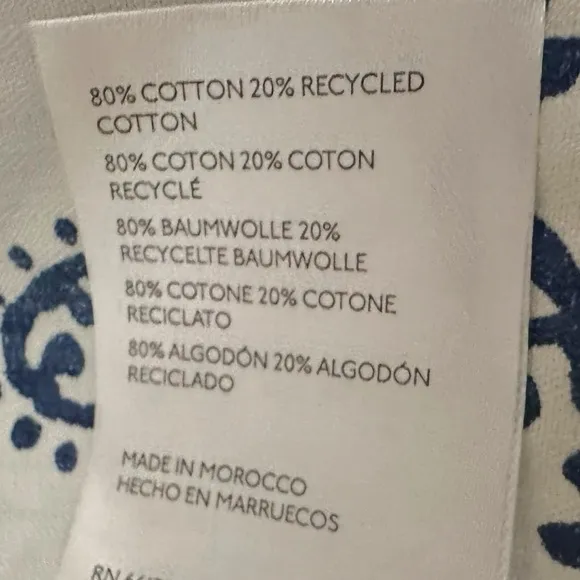 80% COTTON 20% RECYCLED
COTTON
80% COTON 20% COTON
RECYCLÉ
80% BAUMWOLLE 20%
RECYCELTE BAUMWOLLE
80% COTONE 20% COTONE
RECICLATO
80% ALGODÓN 20% ALGODÓN
RECICLADO
MADE IN MOROCCO
HECHO EN MARRUECOS
RN